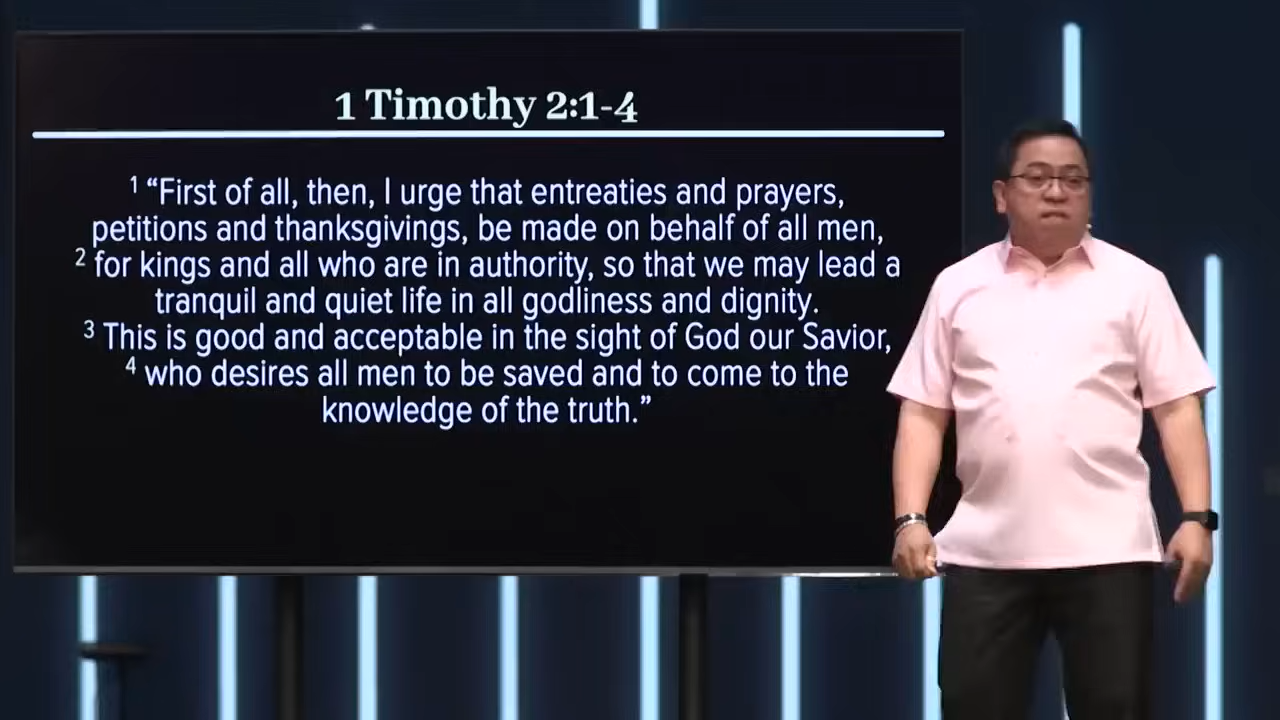 1 Timothy 2:1-4
1 “First of all, then, I urge that entreaties and prayers,
petitions and thanksgivings, be made on behalf of all men,
2 for kings and all who are in authority, so that we may lead a
tranquil and quiet life in all godliness and dignity.
3 This is good and acceptable in the sight of God our Savior,
4 who desires all men to be saved and to come to the
knowledge of the truth.”